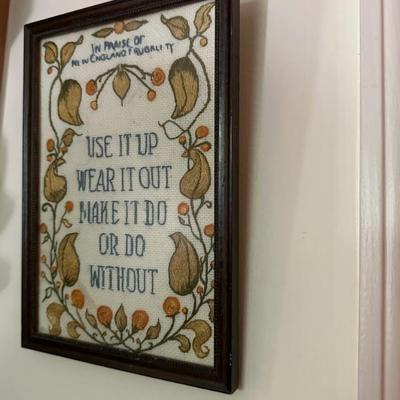 IN PRAISE OF
NEW ENGLAND FRUGALITY
USE IT UP
WEAR IT OUT
MAKE IT DO
OR DO
WITHOUT